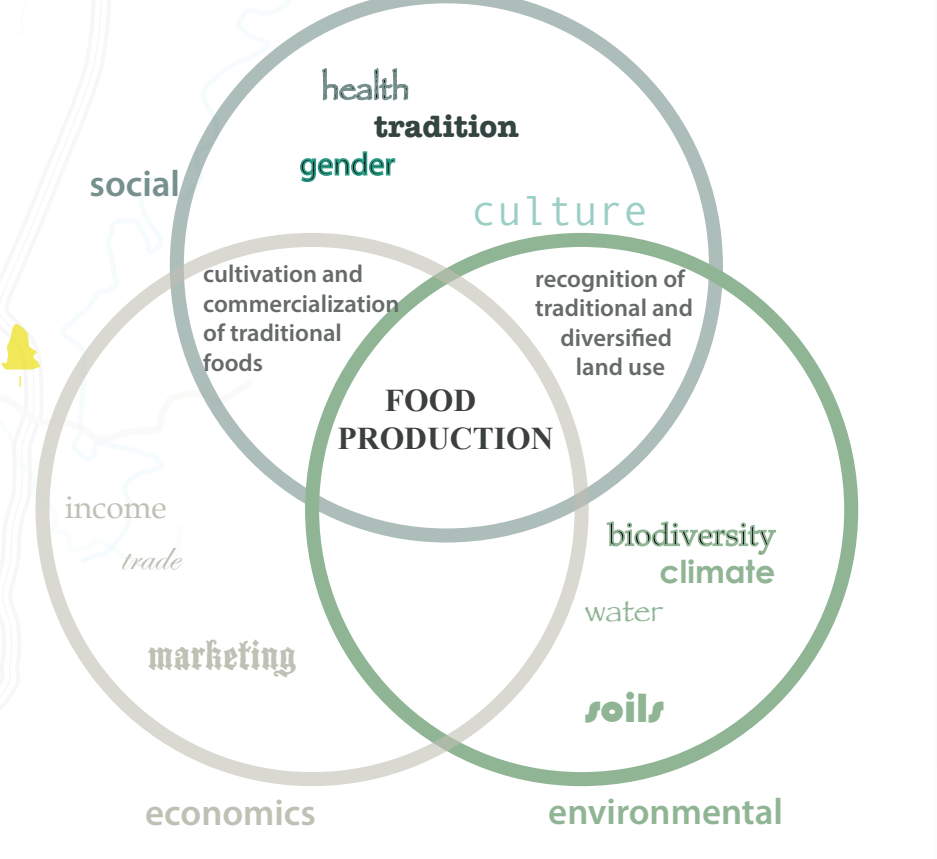 health
tradition
gender
social
culture
cultivation and
commercialization
of traditional
foods
recognition of
traditional and
diversified
land use
FOOD
PRODUCTION
income
trade
marketing
biodiversity
climate
water
soils
economics
environmental